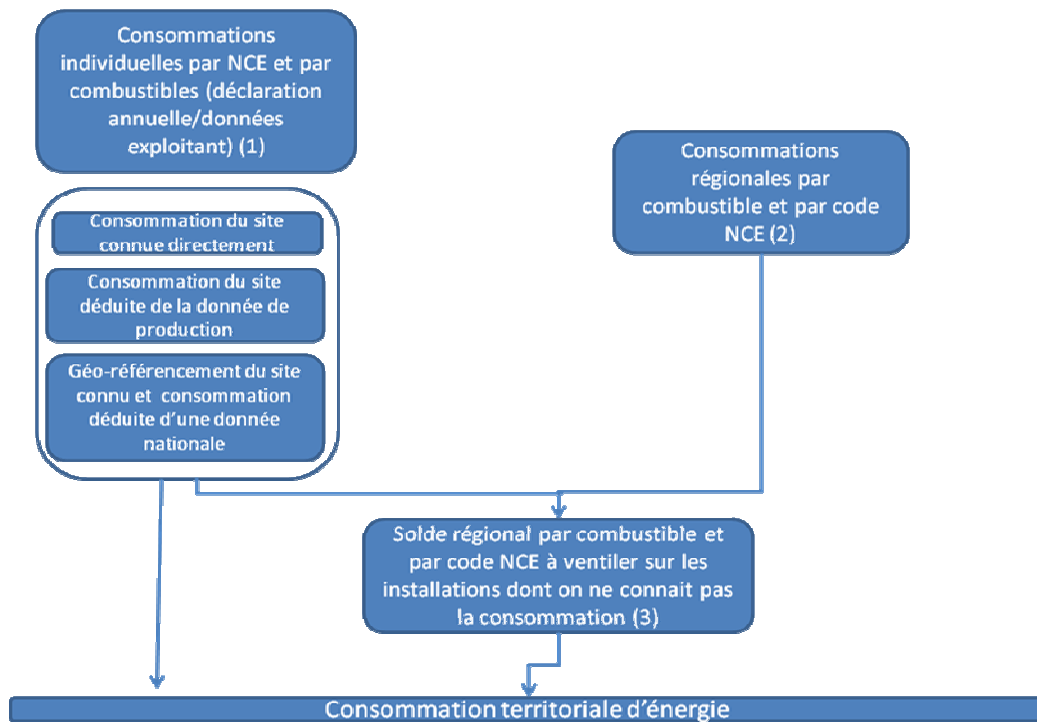 Consommations
individuelles par NCE et par
combustibles (déclaration
annuelle/données
exploitant) (1)
Consommation du site
connue directement
Consommation du site
déduite de la donnée de
production
Géo-référencement du site
connu et consommation
déduite d'une donnée
nationale
Consommations
régionales par
combustible et par code
NCE (2)
Solde régional par combustible et
par code NCE à ventiler sur les
installations dont on ne connait pas
la consommation (3)
Consommation territoriale d'énergie